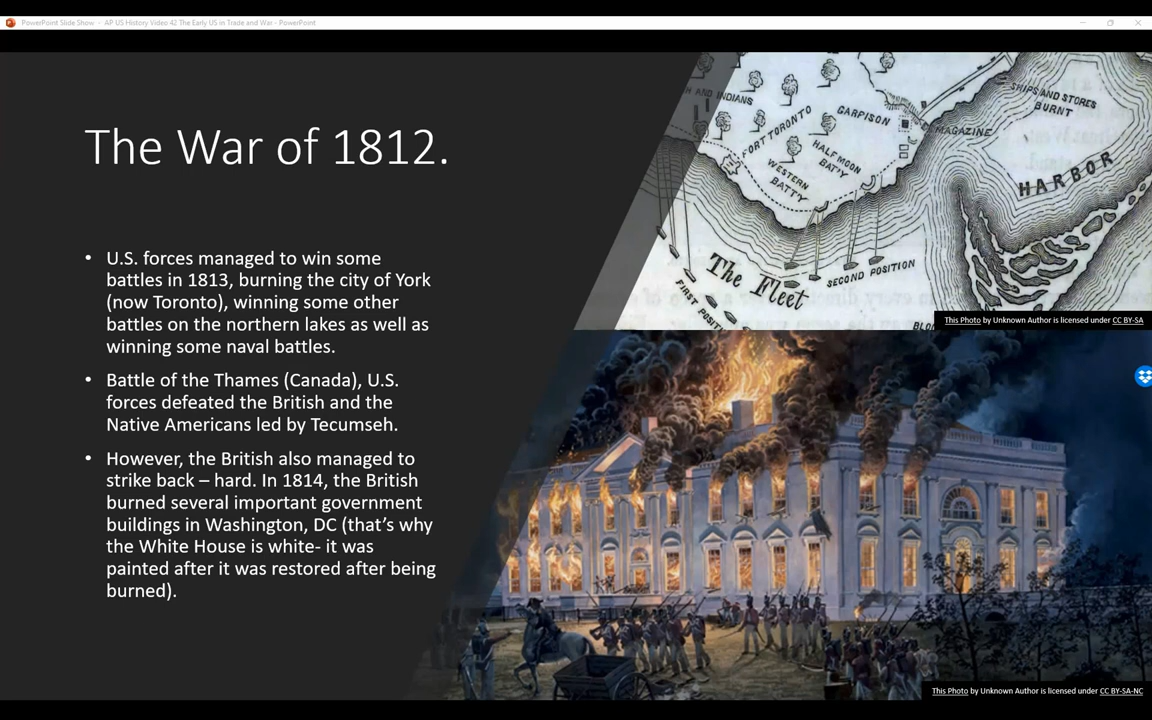 PowerPoint Slide Show - AP US History Video 42 The Early US in Trade and War - PowerPoint
The War of 1812.
• U.S. forces managed to win some
battles in 1813, burning the city of York
(now Toronto), winning some other
battles on the northern lakes as well as
winning some naval battles.
• Battle of the Thames (Canada), U.S.
forces defeated the British and the
Native Americans led by Tecumseh.
• However, the British also managed to
strike back – hard. In 1814, the British
burned several important government
buildings in Washington, DC (that's why
the White House is white- it was
painted after it was restored after being
burned).
AND INDIANS
FORT TORONTO
GARPISON
MAGAZINE
SHIPS AND STORES
BURNT
HALF MOON
BAT'Y
WESTERN
BATT'Y
HARBOR
The Fleet
SECOND POSITION
FIRST
This Photo by Unknown Author is licensed under CC BY-SA
This Photo by Unknown Author is licensed under CC BY-SA-NC